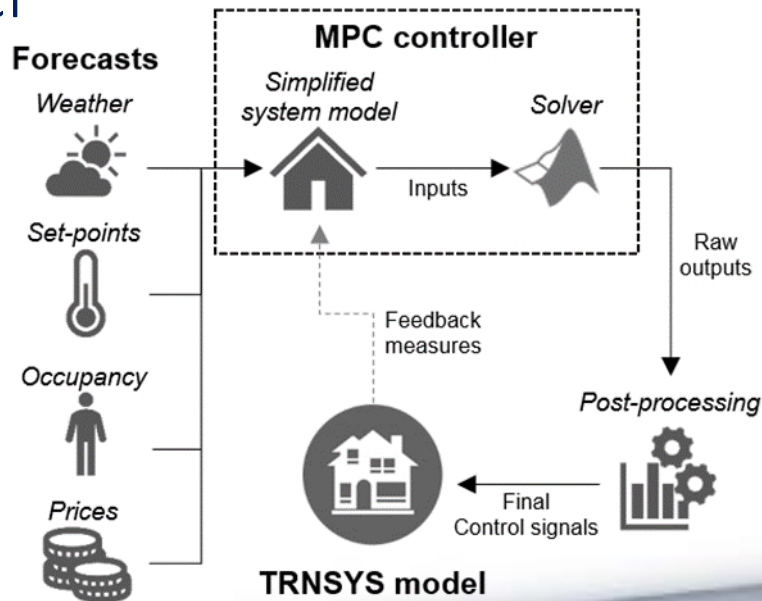 MPC controller
Forecasts
Weather
Simplified
system model
Solver
Inputs
Set-points
Raw
outputs
Feedback
measures
Occupancy
Post-processing
Final
Control signals
Prices
TRNSYS model